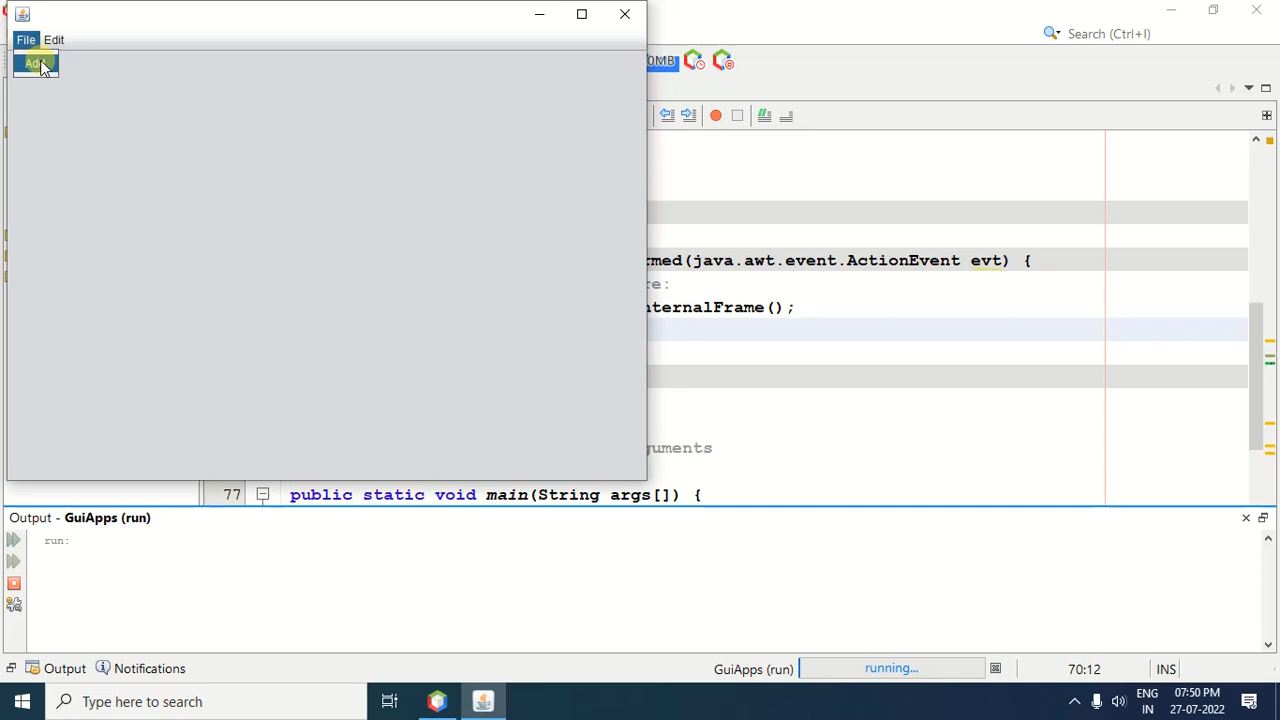 File Edit
Add
Search (Ctrl+I)
0MB
rmed(java.awt.event.ActionEvent evt) {
re:
nternalFrame();
guments
77 public static void main(String args[]) {
Output - GuiApps (run)
run:
Output Notifications GuiApps (run) running... 70:12 INS
Type here to search
ENG
IN
07:50 PM
27-07-2022